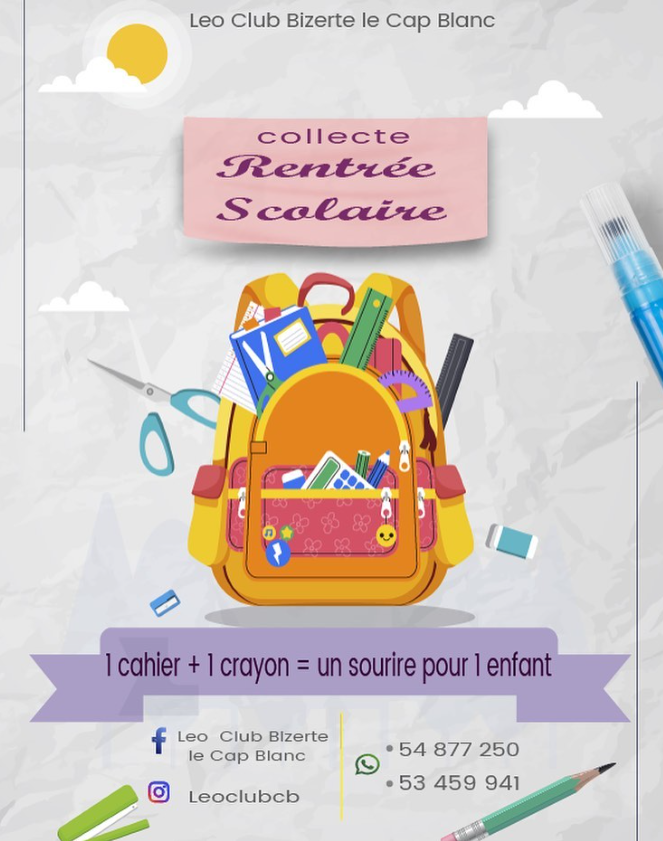 Leo Club Bizerte le Cap Blanc
collecte
Rentrée
Scolaire
1 cahier + 1 crayon = un sourire pour 1 enfant
Leo Club BIzerte
le Cap Blanc
Leoclubcb
54 877 250
53 459 941